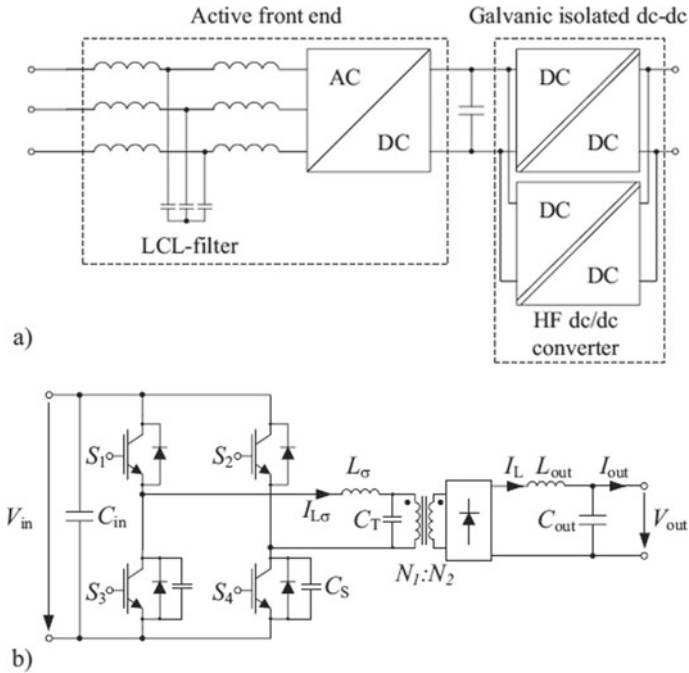 Active front end
Galvanic isolated dc-dc
AC
DC
DC
DC
DC
DC
LCL-filter
HF dc/dc
converter
a)
S1
S2
Lσ
IL Lout Iout
Vin
Cin
ILσ
CT
Cout
Vout
N1:N2
S3
S4
CS
b)